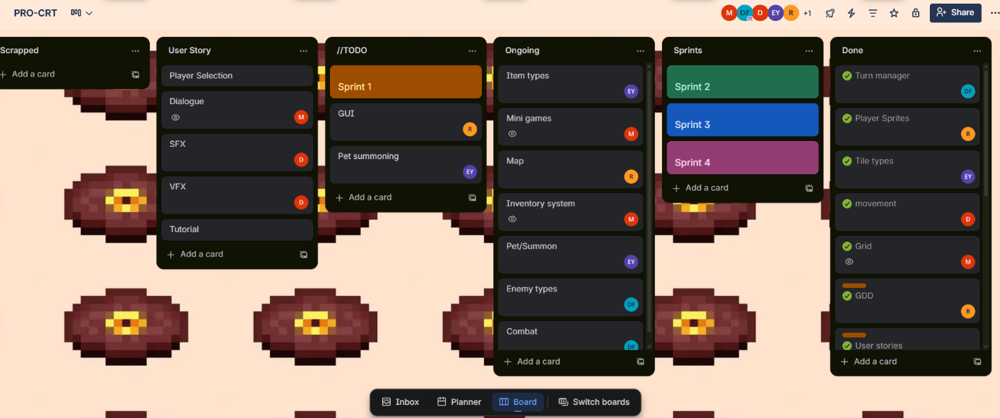 PRO-CRT
M DF D EY R +1 Share
Scrapped
Add a card
User Story
Player Selection
Dialogue
M
SFX
D
VFX
D
Tutorial
Add a card
//TODO
Sprint 1
GUI
R
Pet summoning
EY
Add a card
Ongoing
Item types
EY
Mini games
M
Map
R
Inventory system
M
Pet/Summon
EY
Enemy types
DF
Combat
DF
Add a card
Sprints
Sprint 2
Sprint 3
Sprint 4
Add a card
Done
Turn manager
DF
Player Sprites
R
Tile types
EY
movement
D
Grid
M
GDD
R
User stories
Add a card
Inbox Planner Board Switch boards